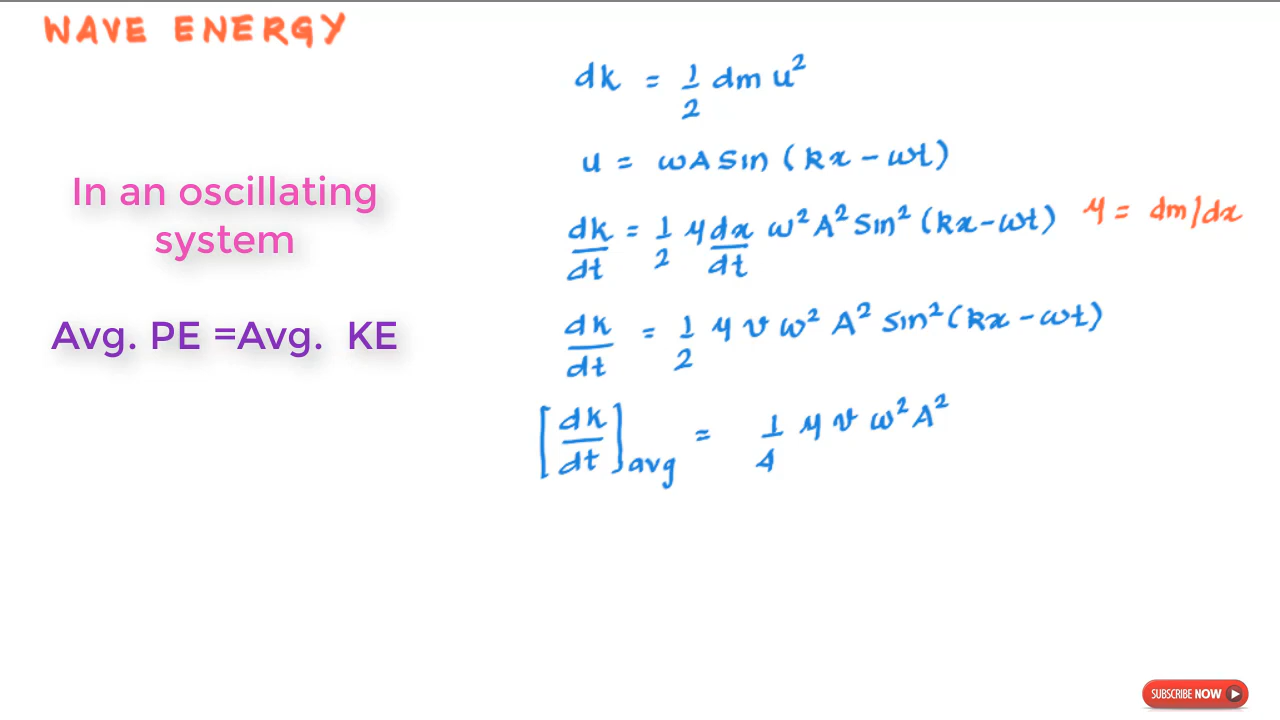 WAVE ENERGY
dk = 1/2 dm u²
u = ωA Sin (kx - ωt)
In an oscillating
system
dk/dt = 1/2 μ dx/dt ω² A² Sin² (kx - ωt) μ = dm/dx
Avg. PE =Avg. KE
dk/dt = 1/2 μ v ω² A² sin² (kx - ωt)
[dk/dt]avg = 1/4 μ v ω² A²
SUBSCRIBE NOW